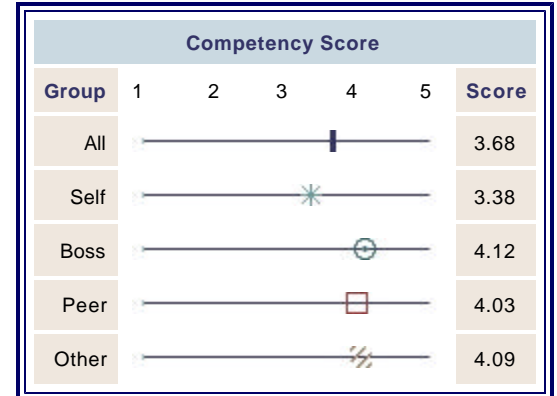 Competency Score
Group 1 2 3 4 5 Score
All 3.68
Self 3.38
Boss 4.12
Peer 4.03
Other 4.09